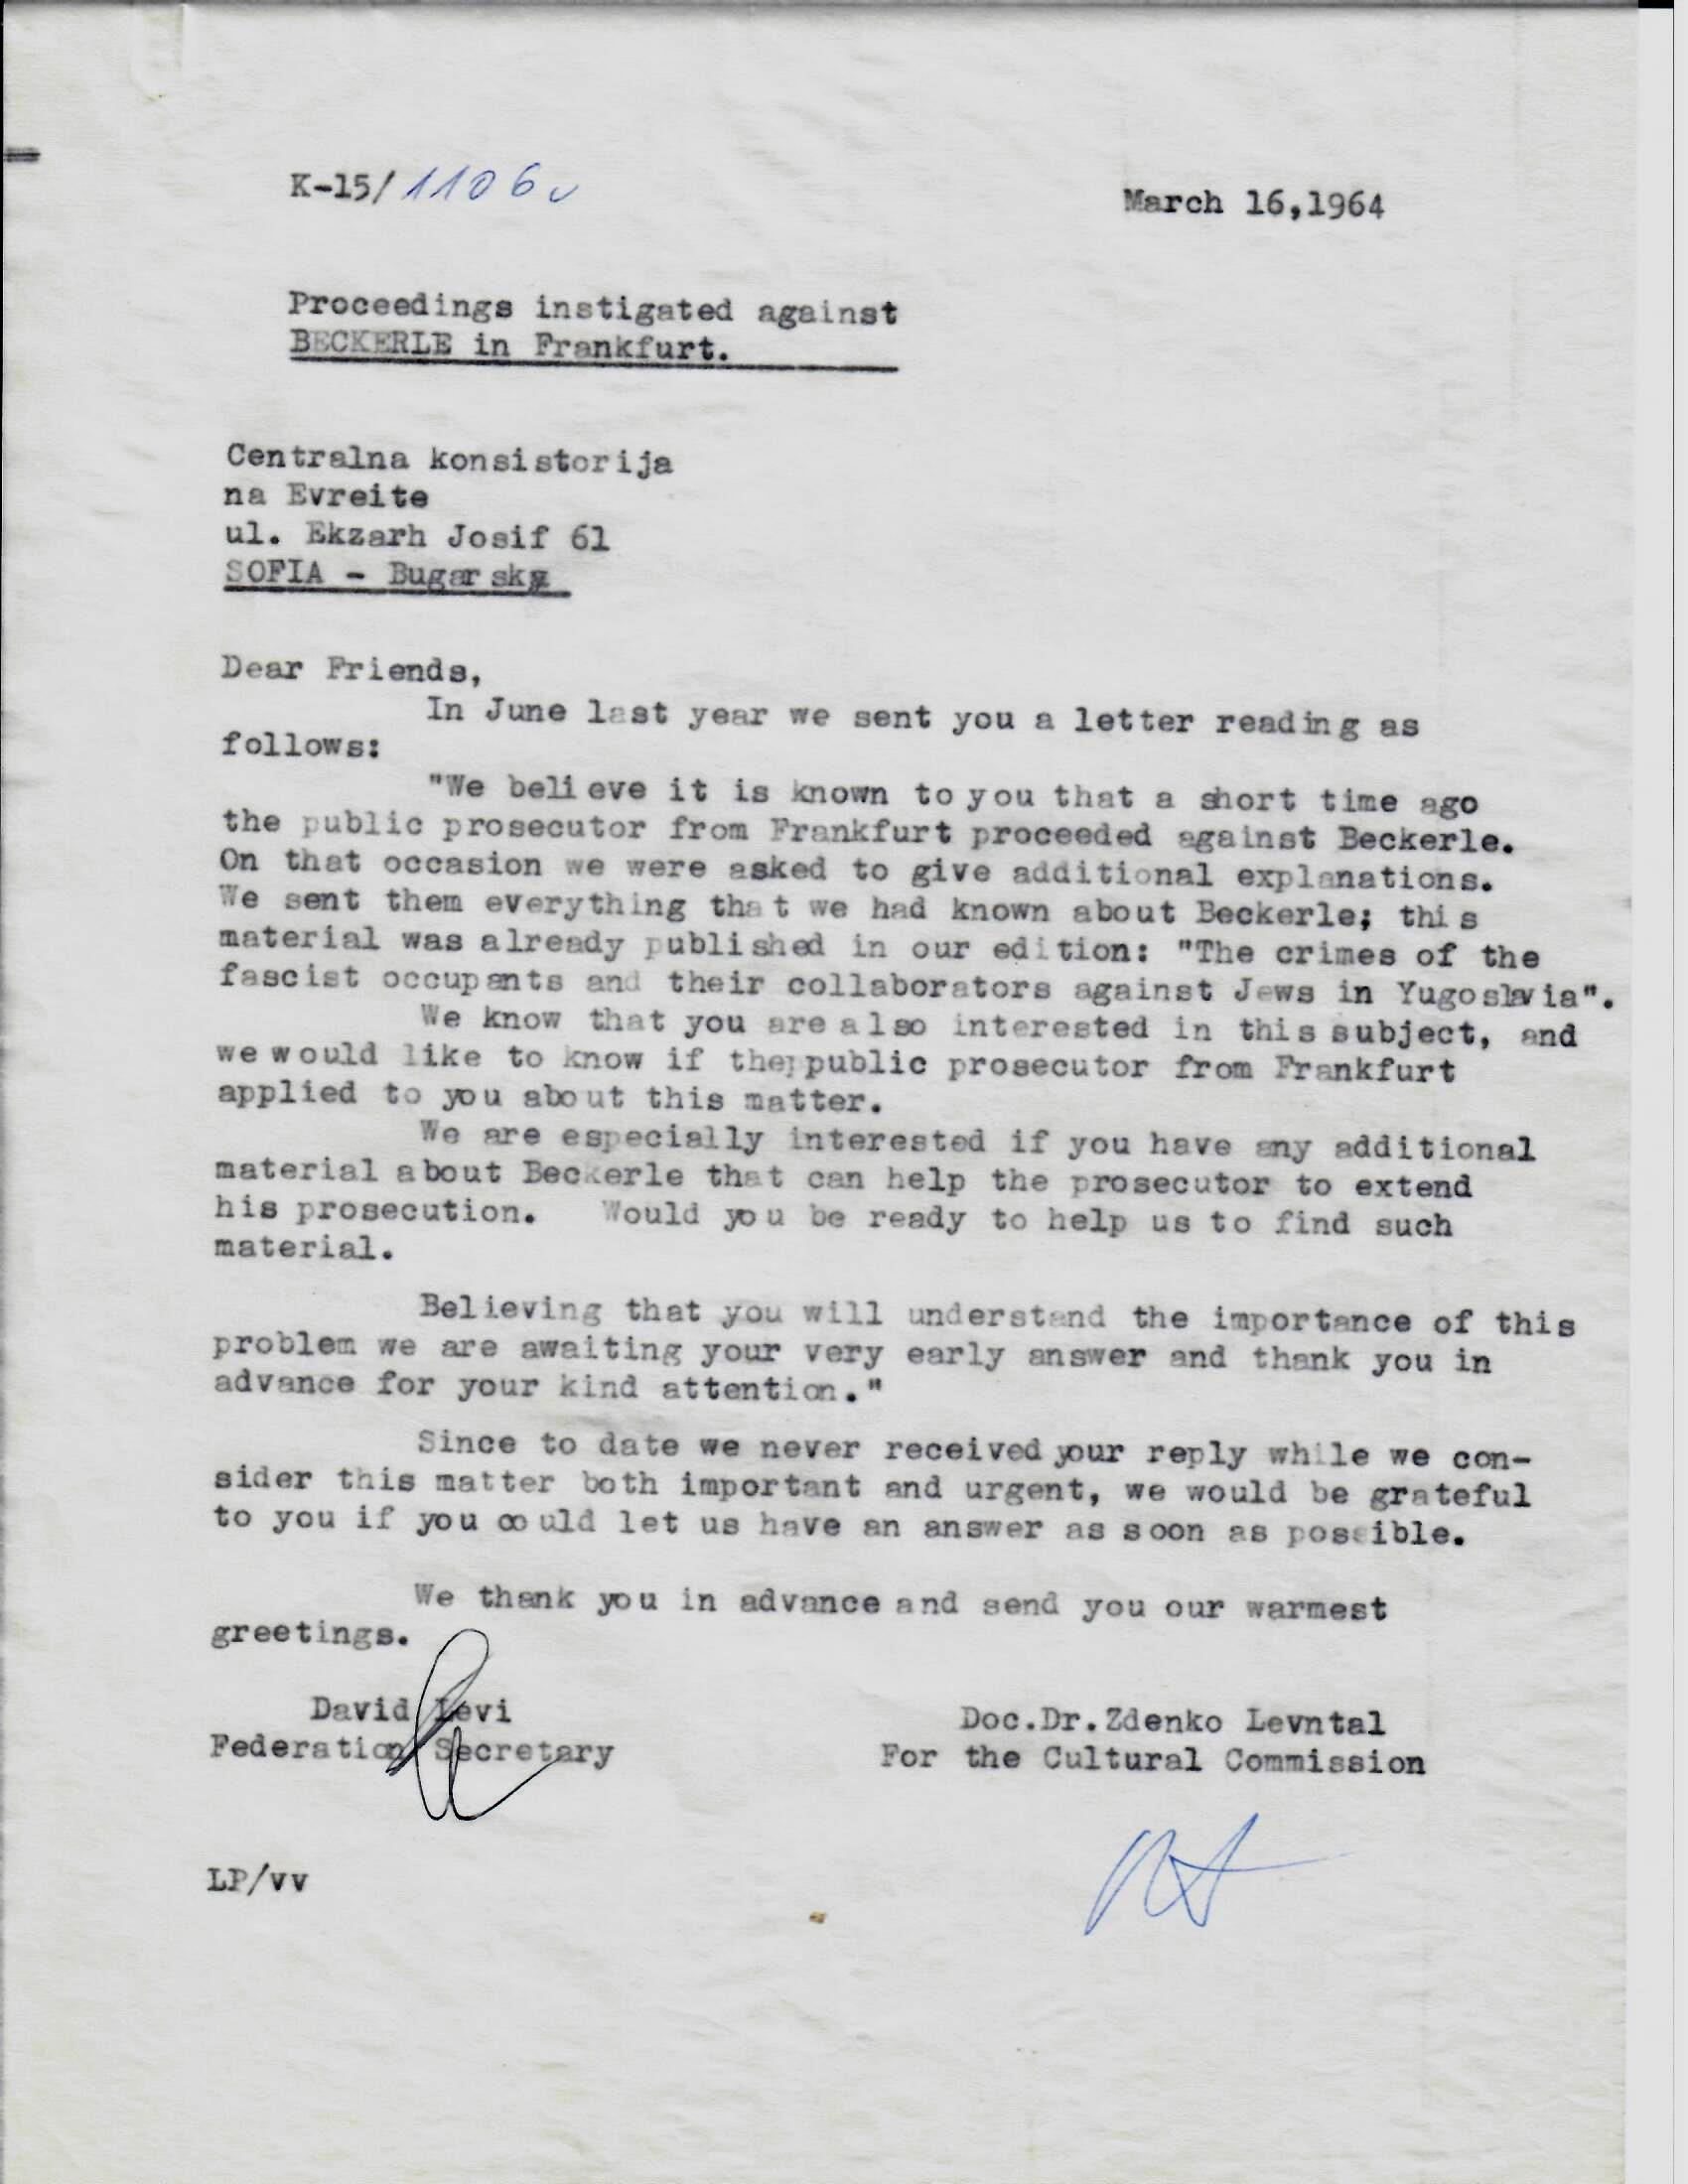 K-15/1106
March 16,1964
Proceedings instigated against
BECKERLE in Frankfurt.
Centralna konsistorija
na Evreite
ul. Ekzarh Josif 61
SOFIA - Bugarska
Dear Friends,
In June last year we sent you a letter reading as
follows:
"We believe it is known to you that a short time ago
the public prosecutor from Frankfurt proceeded against Beckerle.
On that occasion we were asked to give additional explanations.
We sent them everything that we had known about Beckerle; this
material was already published in our edition: "The crimes of the
fascist occupants and their collaborators against Jews in Yugoslavia".
We know that you are also interested in this subject, and
we would like to know if the public prosecutor from Frankfurt
applied to you about this matter.
We are especially interested if you have any additional
material about Beckerle that can help the prosecutor to extend
his prosecution. Would you be ready to help us to find such
material.
Believing that you will understand the importance of this
problem we are awaiting your very early answer and thank you in
advance for your kind attention."
Since to date we never received your reply while we con-
sider this matter both important and urgent, we would be grateful
to you if you could let us have an answer as soon as possible.
We thank you in advance and send you our warmest
greetings.
David Levi
Federation Secretary
Doc.Dr.Zdenko Levntal
For the Cultural Commission
LP/vv